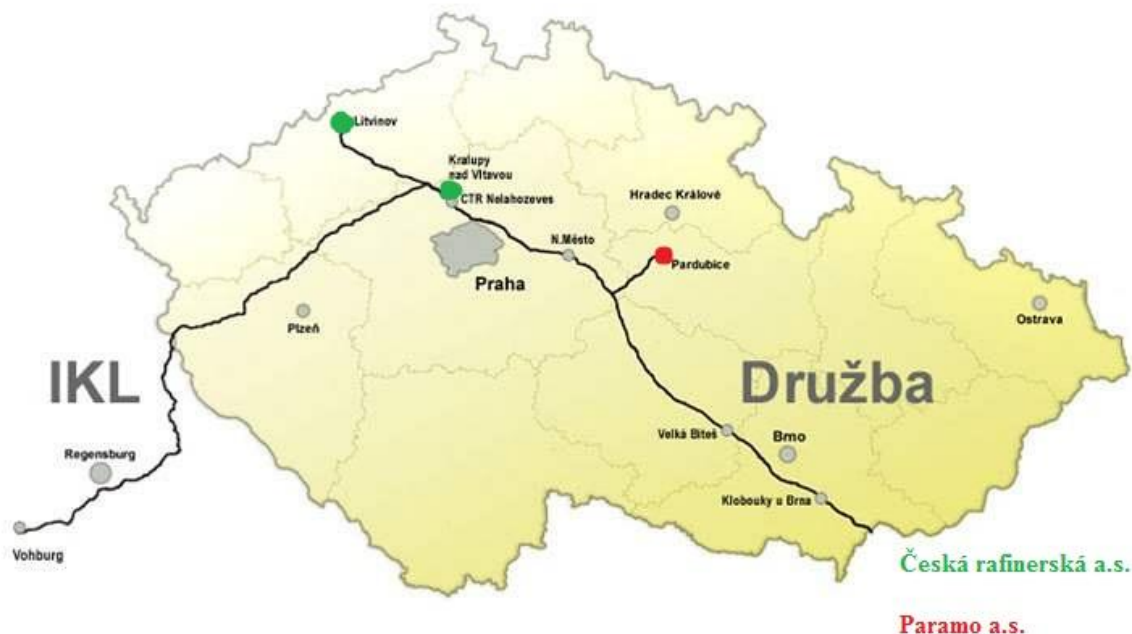 Litvínov
Kralupy
nad Vltavou
CTR Nelahozeves
Hradec Králové
N.Město
Pardubice
Praha
Plzeň
Ostrava
IKL
Družba
Velká Bíteš
Brno
Regensburg
Klobouky u Brna
Vohburg
Česká rafinerská a.s.
Paramo a.s.